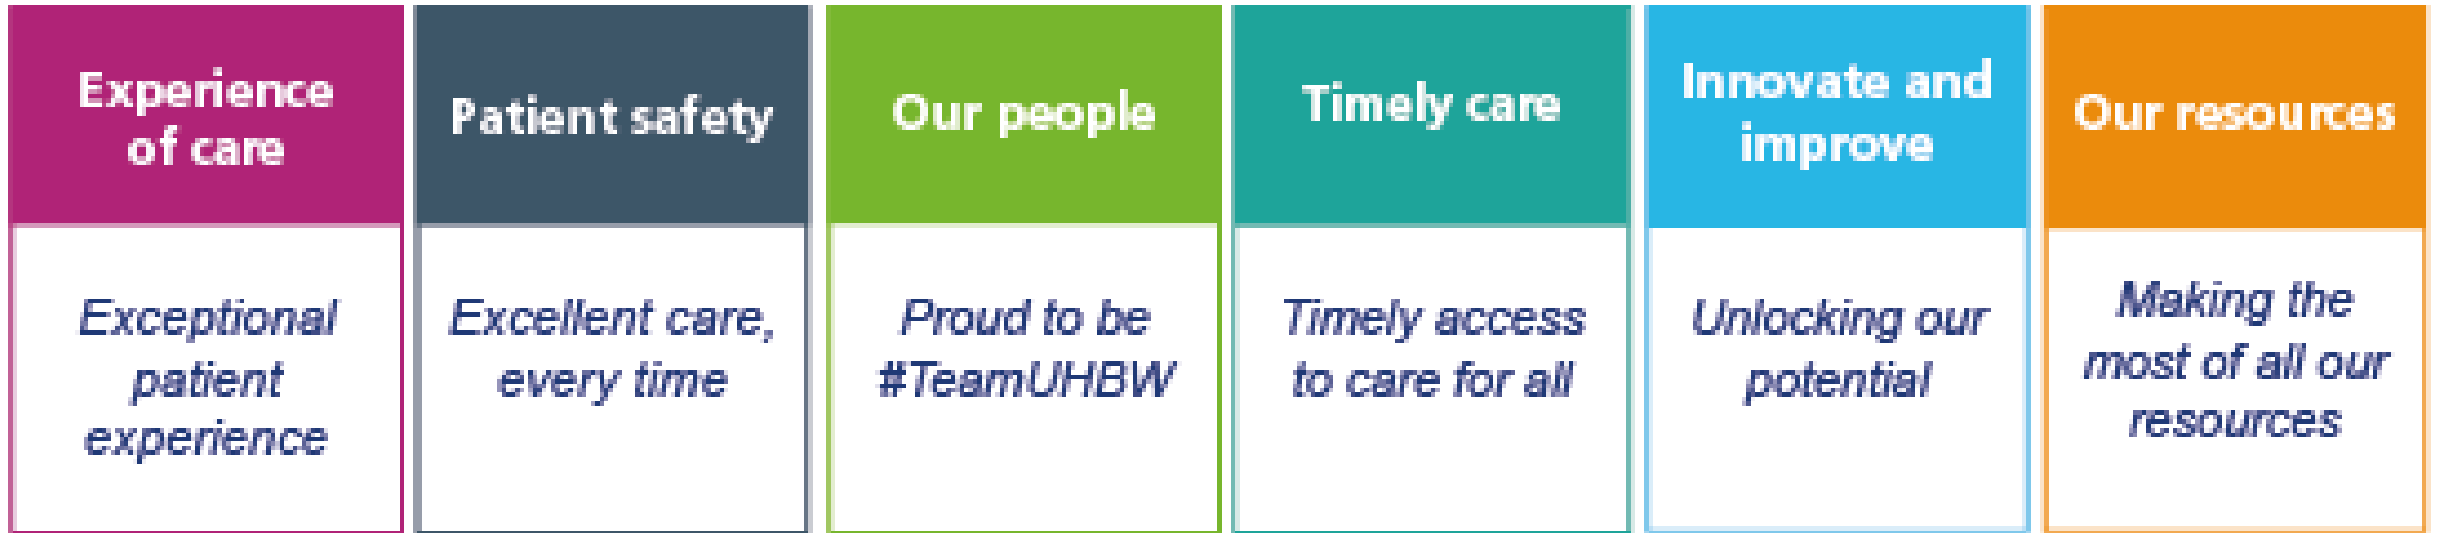 Experience
of care
Exceptional
patient
experience
Patient safety
Excellent care,
every time
Our people
Proud to be
#TeamUHBW
Timely care
Timely access
to care for all
Innovate and
improve
Unlocking our
potential
Our resources
Making the
most of all our
resources